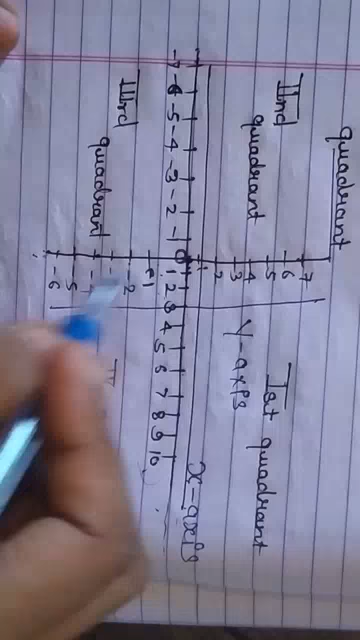 quadrant
IInd
quadrant
Ist quadrant
Y-axis
7
6
5
4
3
2
1
-7 -6 -5 -4 -3 -2 -1 0 1 2 3 4 5 6 7 8 9 10
X-axis
-1
-2
-5
-6
IIIrd
quadrant
IV